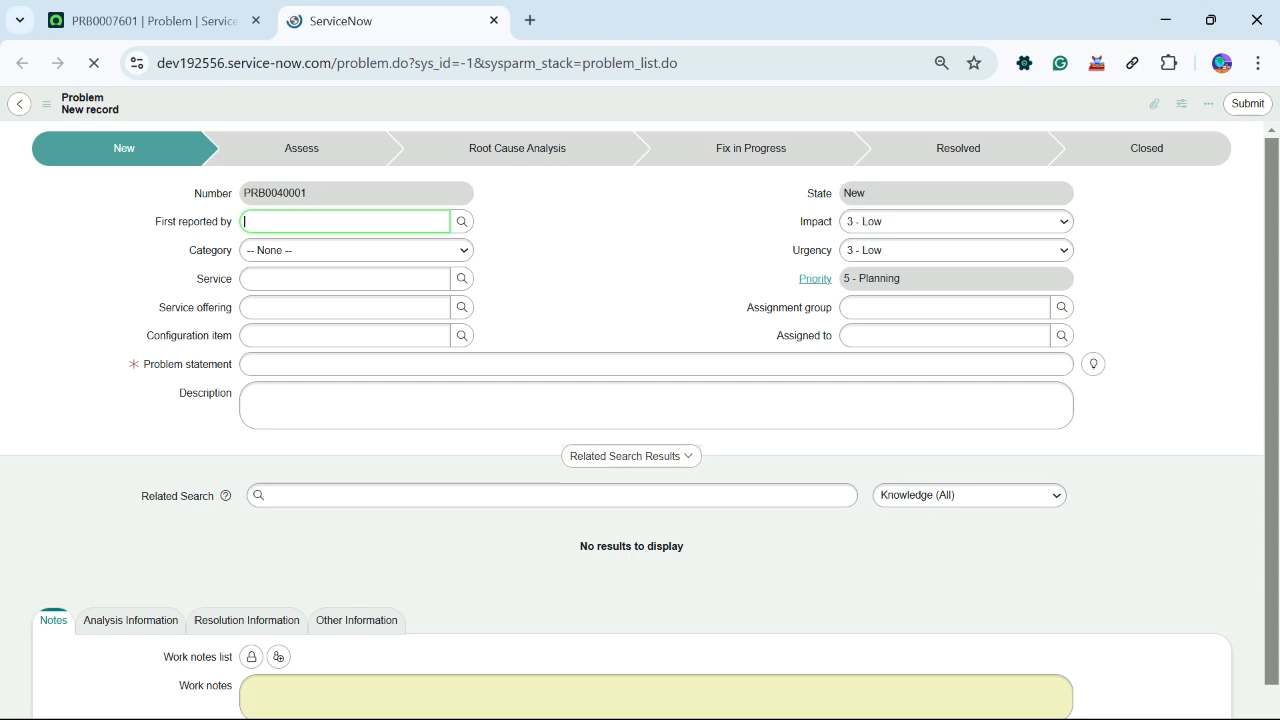 PRB0007601 | Problem | Service
ServiceNow
dev192556.service-now.com/problem.do?sys_id=-1&sysparm_stack=problem_list.do
Problem
New record
Submit
New
Assess
Root Cause Analysis
Fix in Progress
Resolved
Closed
Number PRB0040001
State New
First reported by
Impact 3 - Low
Category -- None --
Urgency 3 - Low
Service
Priority 5 - Planning
Service offering
Assignment group
Configuration item
Assigned to
Problem statement
Description
Related Search Results
Related Search
Knowledge (All)
No results to display
Notes
Analysis Information
Resolution Information
Other Information
Work notes list
Work notes